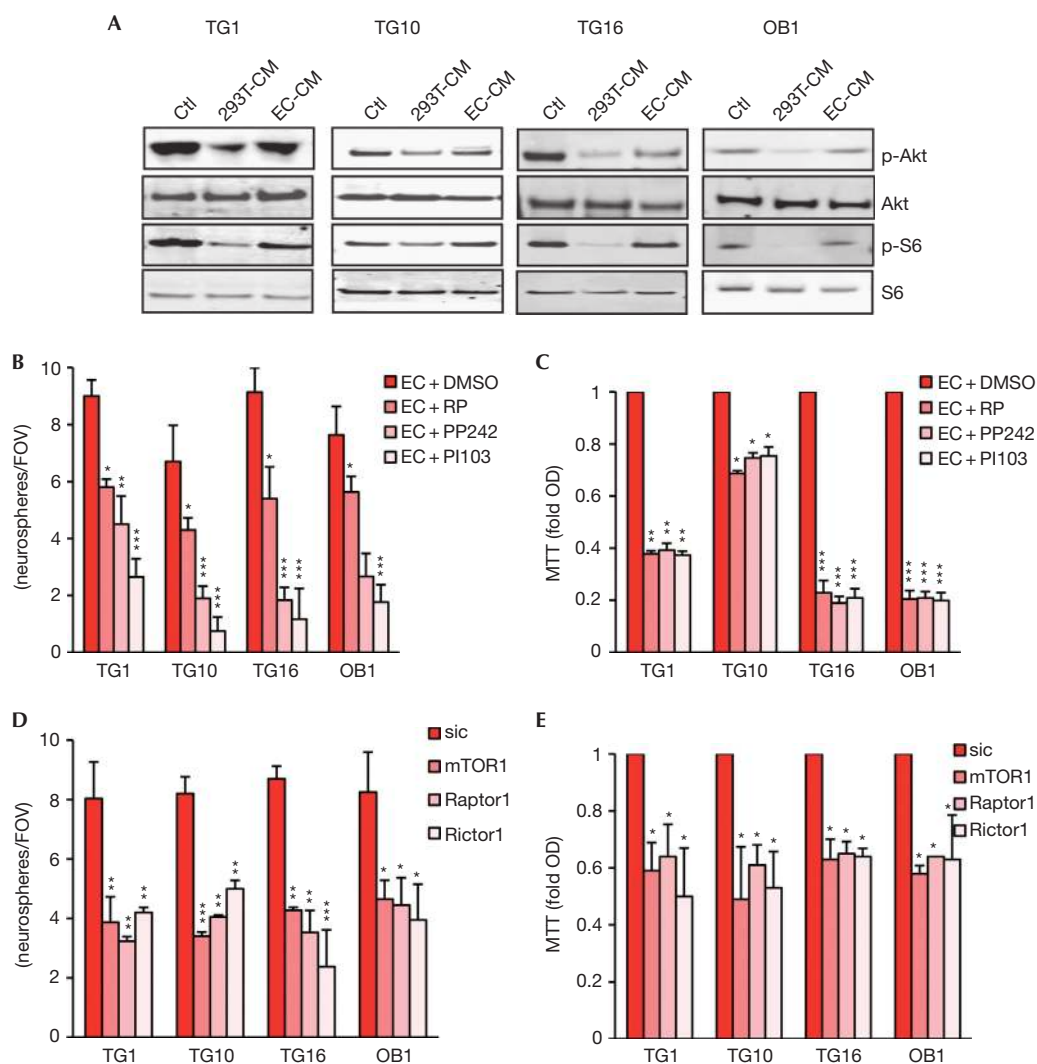 A
TG1 TG10 TG16 OB1
Ctl 293T-CM EC-CM Ctl 293T-CM EC-CM Ctl 293T-CM EC-CM Ctl 293T-CM EC-CM
p-Akt
Akt
p-S6
S6
B
(neurospheres/FOV)
10
8
6
4
2
0
* ** *** * *** *** * *** *** * ***
TG1 TG10 TG16 OB1
EC + DMSO
EC + RP
EC + PP242
EC + PI103
C
MTT (fold OD)
1
0.8
0.6
0.4
0.2
0
** ** ** * * * *** *** *** *** *** ***
TG1 TG10 TG16 OB1
EC + DMSO
EC + RP
EC + PP242
EC + PI103
D
(neurospheres/FOV)
10
8
6
4
2
0
** ** ** *** ** ** ** ** *** * * *
TG1 TG10 TG16 OB1
sic
mTOR1
Raptor1
Rictor1
E
MTT (fold OD)
1
0.8
0.6
0.4
0.2
0
* * * * * * * * * * * *
TG1 TG10 TG16 OB1
sic
mTOR1
Raptor1
Rictor1